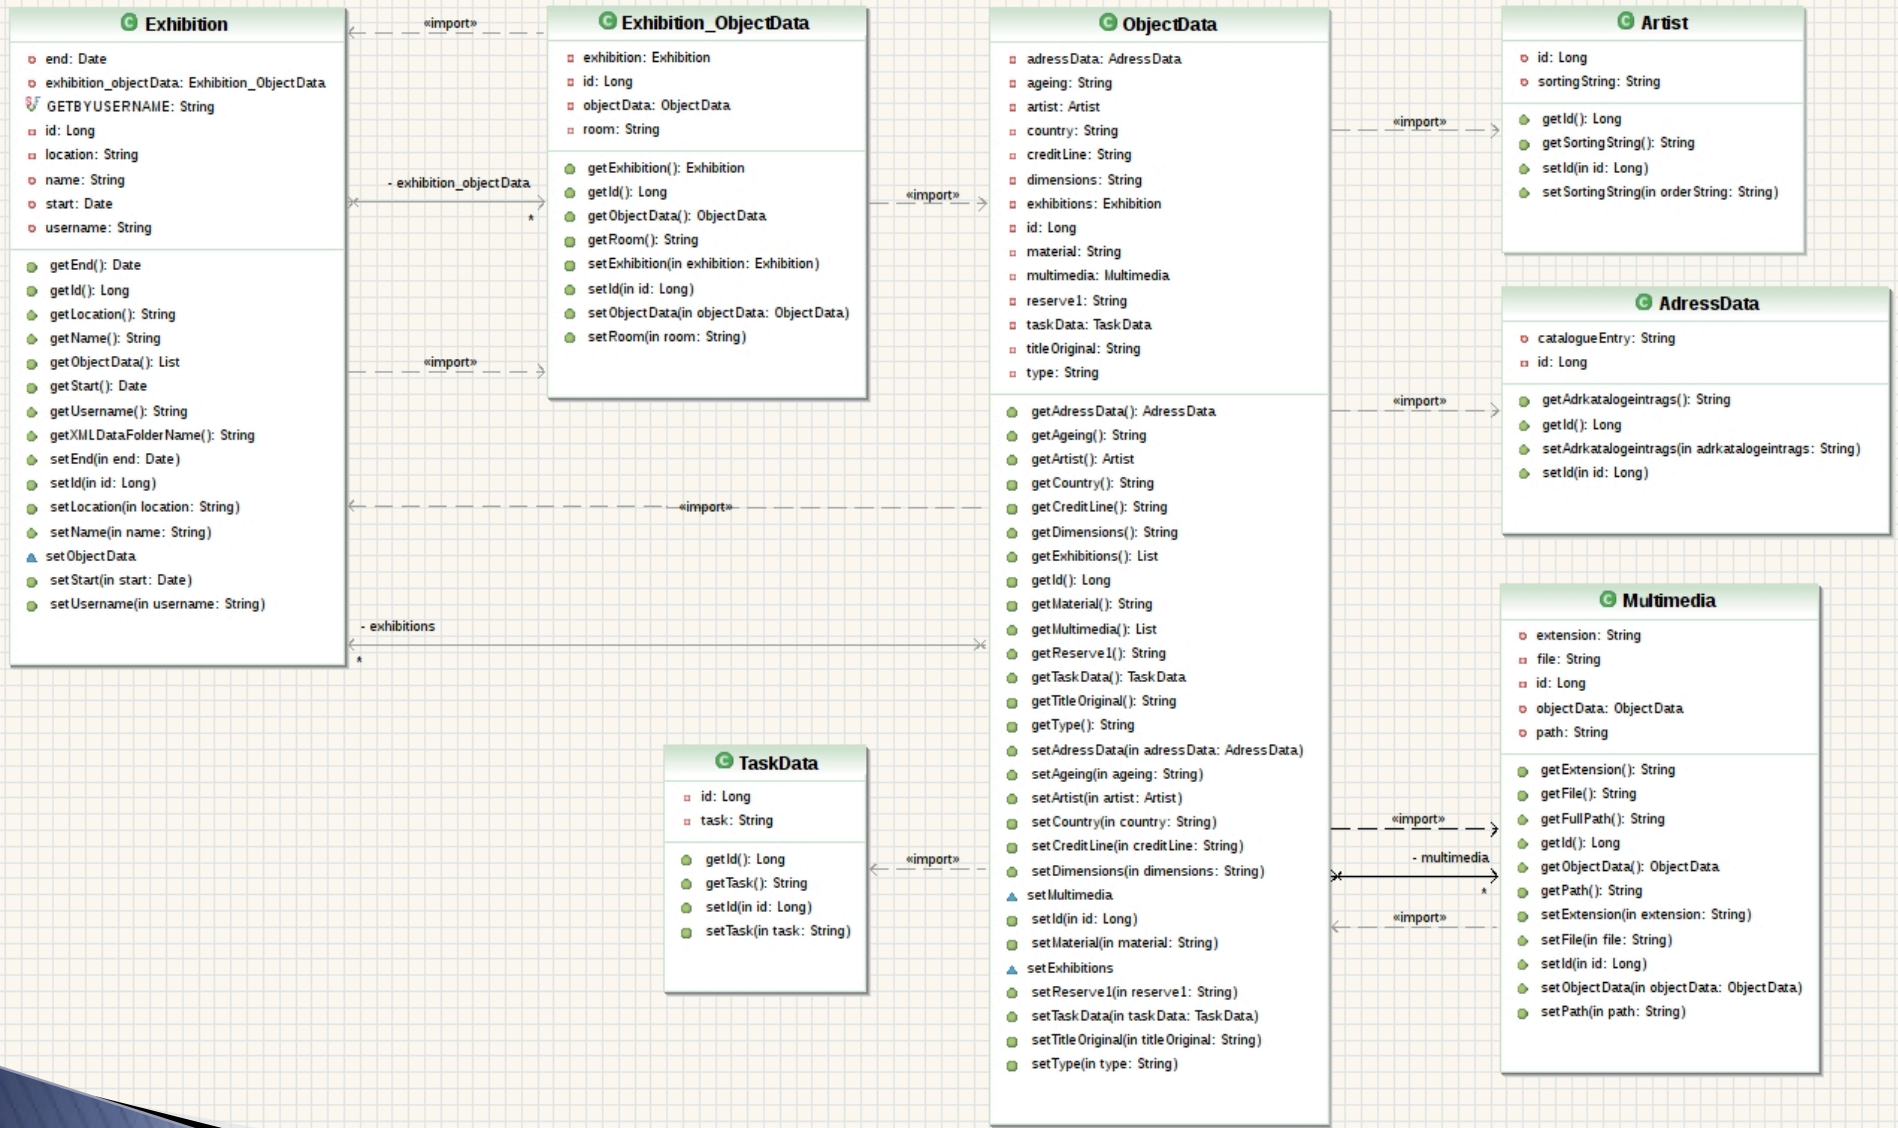 Exhibition
end: Date
exhibition_objectData: Exhibition_ObjectData
GETBYUSERNAME: String
id: Long
location: String
name: String
start: Date
username: String
getEnd(): Date
getId(): Long
getLocation(): String
getName(): String
getObjectData(): List
getStart(): Date
getUsername(): String
getXMLDataFolderName(): String
setEnd(in end: Date)
setId(in id: Long)
setLocation(in location: String)
setName(in name: String)
setObjectData
setStart(in start: Date)
setUsername(in username: String)
«import»
- exhibition_objectData
*
«import»
Exhibition_ObjectData
exhibition: Exhibition
id: Long
objectData: ObjectData
room: String
getExhibition(): Exhibition
getId(): Long
getObjectData(): ObjectData
getRoom(): String
setExhibition(in exhibition: Exhibition)
setId(in id: Long)
setObjectData(in objectData: ObjectData)
setRoom(in room: String)
«import»
«import»
- exhibitions
*
TaskData
id: Long
task: String
getId(): Long
getTask(): String
setId(in id: Long)
setTask(in task: String)
«import»
ObjectData
adressData: AdressData
ageing: String
artist: Artist
country: String
creditLine: String
dimensions: String
exhibitions: Exhibition
id: Long
material: String
multimedia: Multimedia
reserve1: String
taskData: TaskData
titleOriginal: String
type: String
getAdressData(): AdressData
getAgeing(): String
getArtist(): Artist
getCountry(): String
getCreditLine(): String
getDimensions(): String
getExhibitions(): List
getId(): Long
getMaterial(): String
getMultimedia(): List
getReserve1(): String
getTaskData(): TaskData
getTitleOriginal(): String
getType(): String
setAdressData(in adressData: AdressData)
setAgeing(in ageing: String)
setArtist(in artist: Artist)
setCountry(in country: String)
setCreditLine(in creditLine: String)
setDimensions(in dimensions: String)
setMultimedia
setId(in id: Long)
setMaterial(in material: String)
setExhibitions
setReserve1(in reserve1: String)
setTaskData(in taskData: TaskData)
setTitleOriginal(in titleOriginal: String)
setType(in type: String)
«import»
«import»
«import»
- multimedia
*
«import»
Artist
id: Long
sortingString: String
getId(): Long
getSortingString(): String
setId(in id: Long)
setSortingString(in orderString: String)
AdressData
catalogueEntry: String
id: Long
getAdrkatalogeintrags(): String
getId(): Long
setAdrkatalogeintrags(in adrkatalogeintrags: String)
setId(in id: Long)
Multimedia
extension: String
file: String
id: Long
objectData: ObjectData
path: String
getExtension(): String
getFile(): String
getFullPath(): String
getId(): Long
getObjectData(): ObjectData
getPath(): String
setExtension(in extension: String)
setFile(in file: String)
setId(in id: Long)
setObjectData(in objectData: ObjectData)
setPath(in path: String)